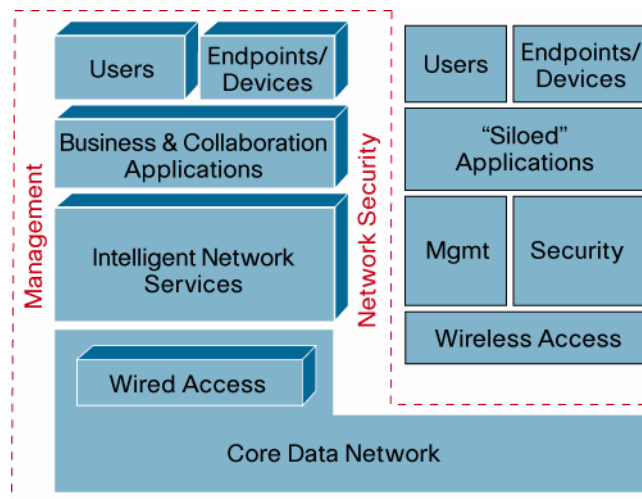 Users
Endpoints/
Devices
Business & Collaboration
Applications
Intelligent Network
Services
Wired Access
Management
Network Security
Users
Endpoints/
Devices
“Siloed”
Applications
Mgmt
Security
Wireless Access
Core Data Network